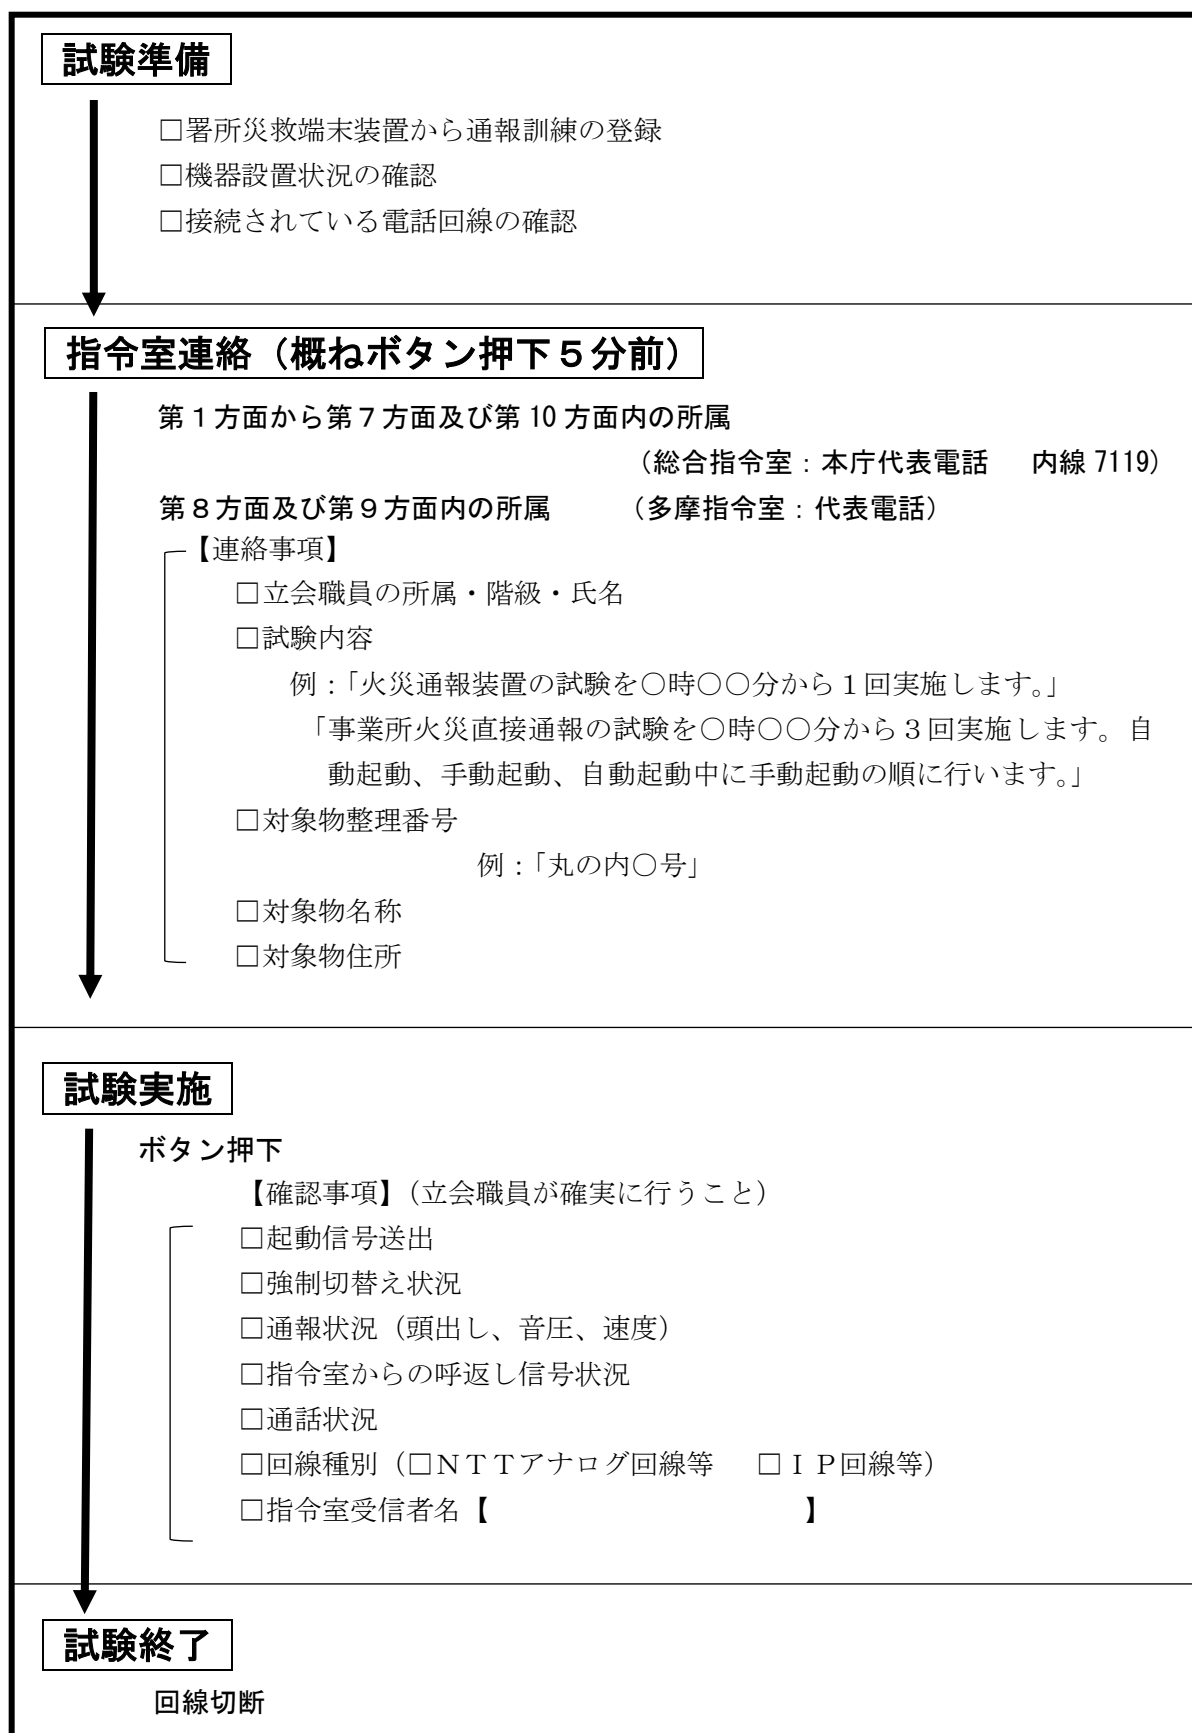 試験準備
□署所災救端末装置から通報訓練の登録
□機器設置状況の確認
□接続されている電話回線の確認
指令室連絡（概ねボタン押下５分前）
第１方面から第７方面及び第10方面内の所属
（総合指令室：本庁代表電話　内線7119）
第８方面及び第９方面内の所属　（多摩指令室：代表電話）
【連絡事項】
□立会職員の所属・階級・氏名
□試験内容
例：「火災通報装置の試験を○時○○分から１回実施します。」
「事業所火災直接通報の試験を○時○○分から３回実施します。自
動起動、手動起動、自動起動中に手動起動の順に行います。」
□対象物整理番号
例：「丸の内○号」
□対象物名称
□対象物住所
試験実施
ボタン押下
【確認事項】（立会職員が確実に行うこと）
□起動信号送出
□強制切替え状況
□通報状況（頭出し、音圧、速度）
□指令室からの呼返し信号状況
□通話状況
□回線種別（□ＮＴＴアナログ回線等　□ＩＰ回線等）
□指令室受信者名【　　　　　　】
試験終了
回線切断